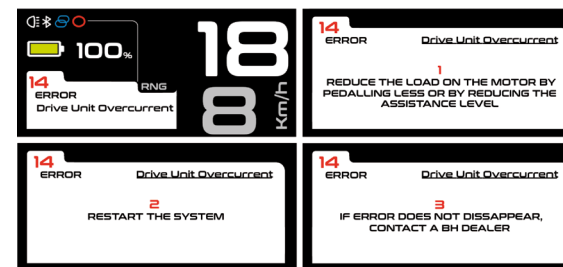 100%
18
8
Km/h
RNG
14
ERROR
Drive Unit Overcurrent
14
ERROR
Drive Unit Overcurrent
1
REDUCE THE LOAD ON THE MOTOR BY
PEDALLING LESS OR BY REDUCING THE
ASSISTANCE LEVEL
14
ERROR
Drive Unit Overcurrent
2
RESTART THE SYSTEM
14
ERROR
Drive Unit Overcurrent
3
IF ERROR DOES NOT DISSAPPEAR,
CONTACT A BH DEALER